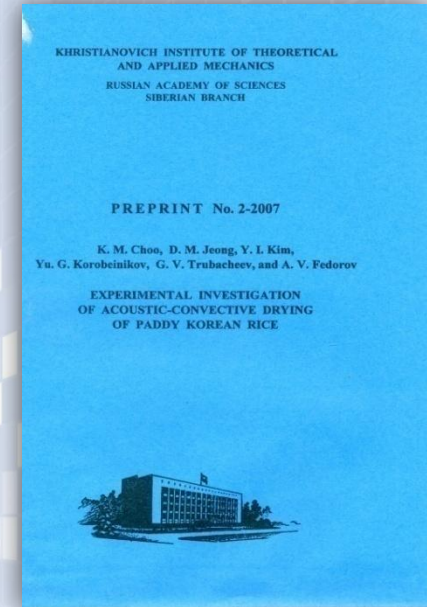 KHRISTIANOVICH INSTITUTE OF THEORETICAL
AND APPLIED MECHANICS
RUSSIAN ACADEMY OF SCIENCES
SIBERIAN BRANCH
PREPRINT No. 2-2007
K. M. Choo, D. M. Jeong, Y. I. Kim,
Yu. G. Korobeinikov, G. V. Trubacheev, and A. V. Fedorov
EXPERIMENTAL INVESTIGATION
OF ACOUSTIC-CONVECTIVE DRYING
OF PADDY KOREAN RICE